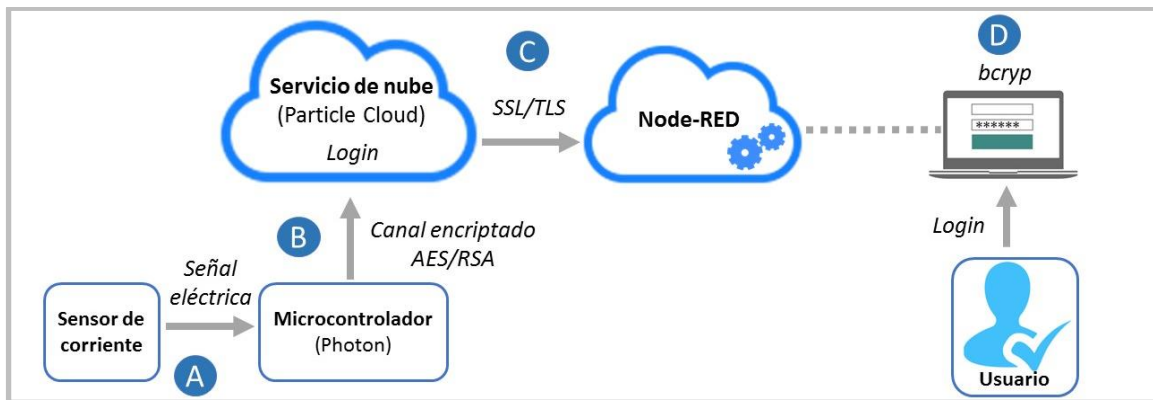 Servicio de nube
(Particle Cloud)
Login
C
SSL/TLS
Node-RED
D
bcryp
******
B
Canal encriptado
AES/RSA
Login
Señal
eléctrica
Sensor de
corriente
A
Microcontrolador
(Photon)
Usuario